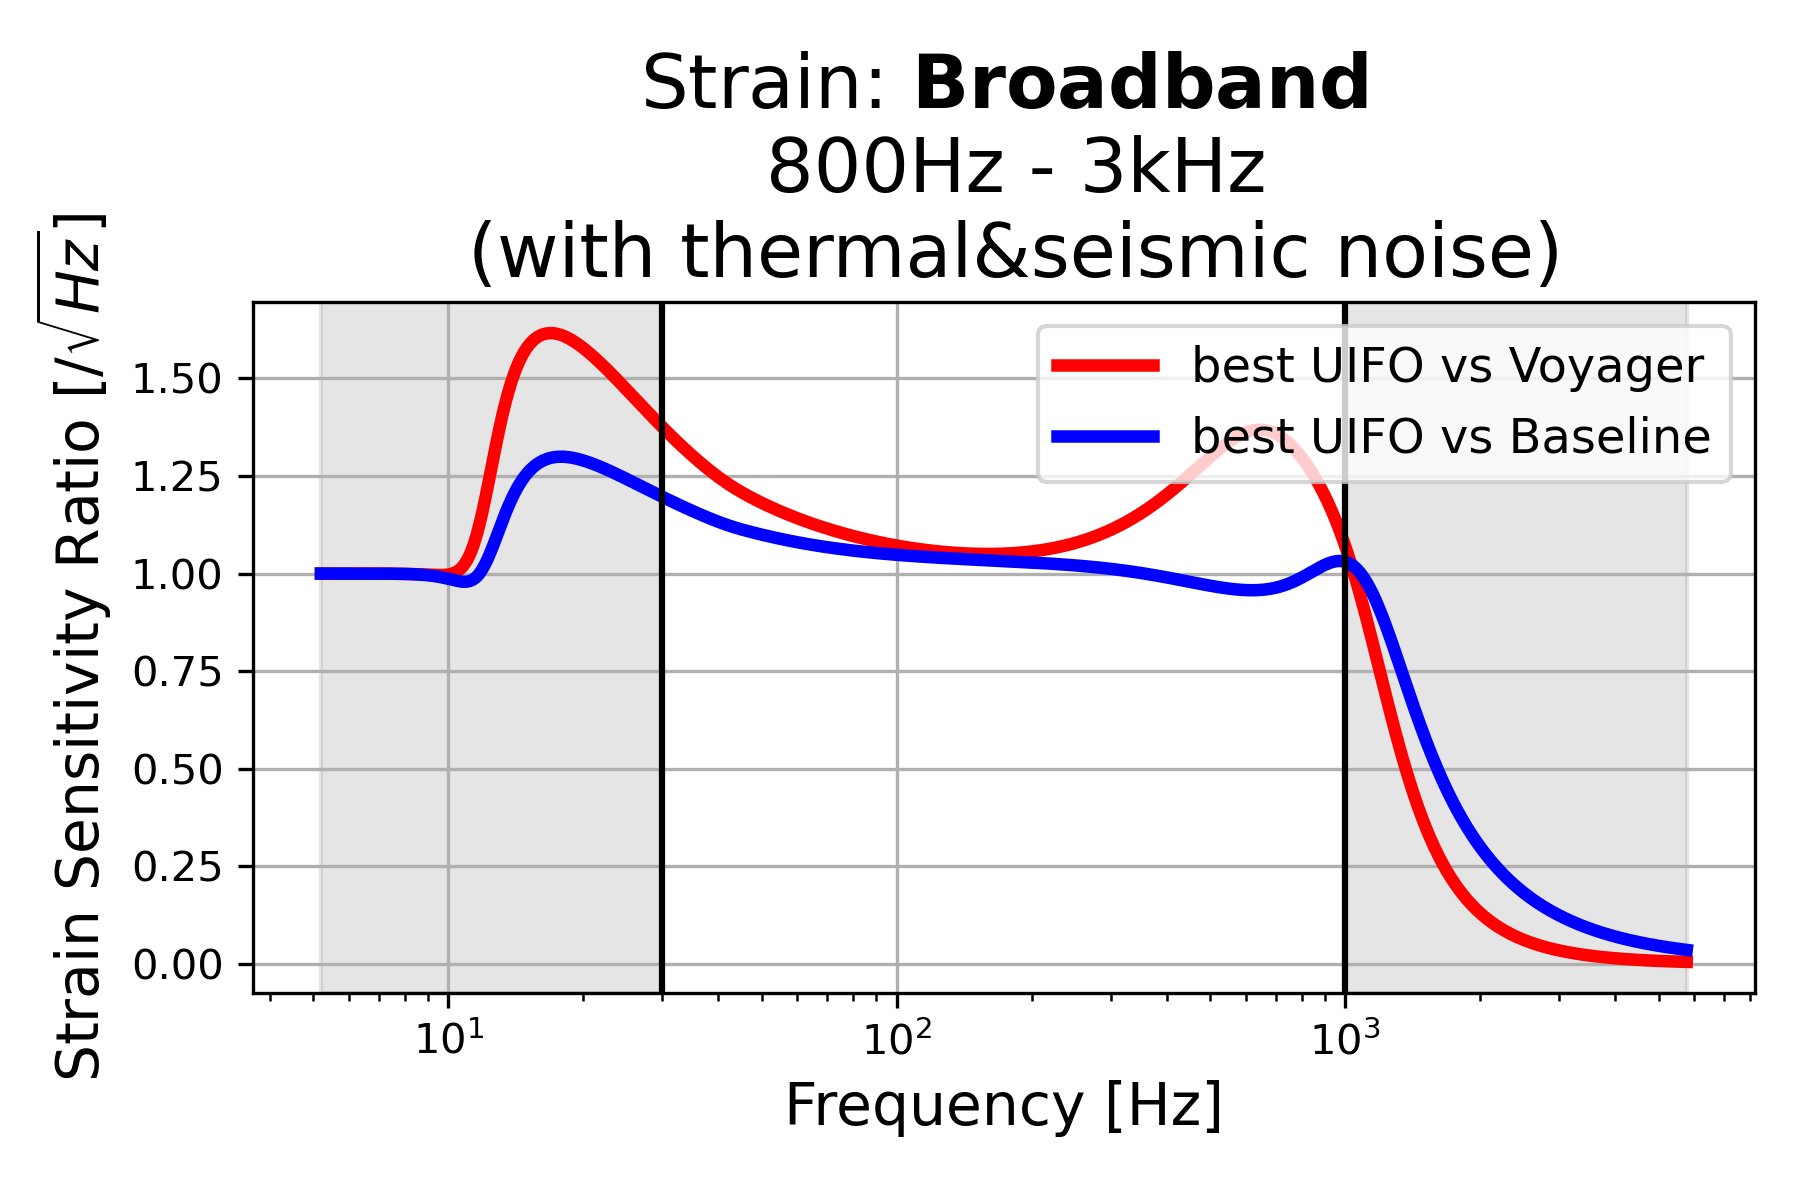 Strain: Broadband
800Hz - 3kHz
(with thermal&seismic noise)
Strain Sensitivity Ratio [/√Hz]
1.50
1.25
1.00
0.75
0.50
0.25
0.00
best UIFO vs Voyager
best UIFO vs Baseline
10¹ 10² 10³
Frequency [Hz]